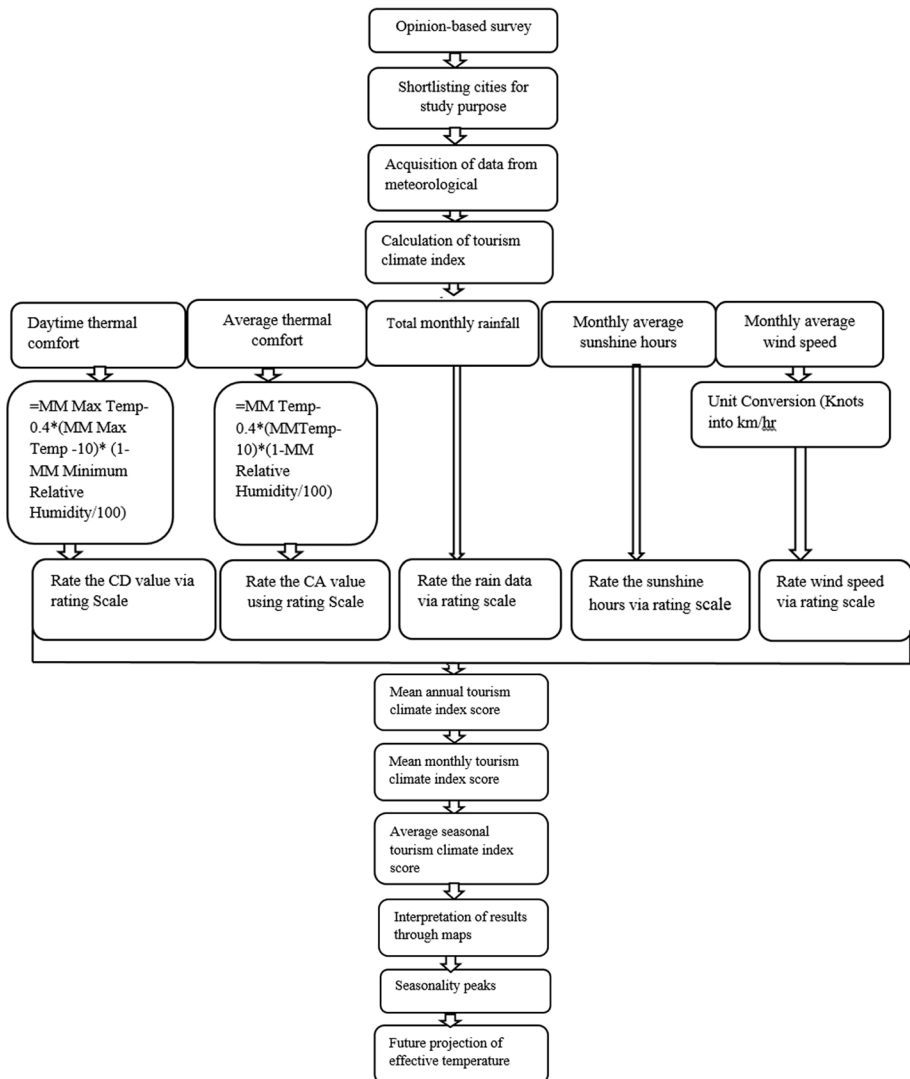 Opinion-based survey
Shortlisting cities for
study purpose
Acquisition of data from
meteorological
Calculation of tourism
climate index
Daytime thermal
comfort
Average thermal
comfort
Total monthly rainfall
Monthly average
sunshine hours
Monthly average
wind speed
=MM Max Temp-
0.4*(MM Max
Temp -10)* (1-
MM Minimum
Relative
Humidity/100)
=MM Temp-
0.4*(MMTemp-
10)*(1-MM
Relative
Humidity/100)
Unit Conversion (Knots
into km/hr
Rate the CD value via
rating Scale
Rate the CA value
using rating Scale
Rate the rain data
via rating scale
Rate the sunshine
hours via rating scale
Rate wind speed
via rating scale
Mean annual tourism
climate index score
Mean monthly tourism
climate index score
Average seasonal
tourism climate index
score
Interpretation of results
through maps
Seasonality peaks
Future projection of
effective temperature